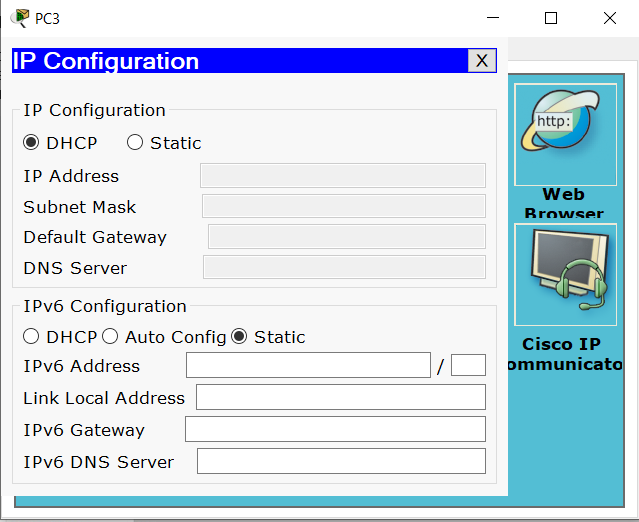 PC3
IP Configuration X
IP Configuration
DHCP Static
IP Address
Subnet Mask
Default Gateway
DNS Server
IPv6 Configuration
DHCP Auto Config Static
IPv6 Address /
Link Local Address
IPv6 Gateway
IPv6 DNS Server
http:
Web
Browser
Cisco IP
ommunicato